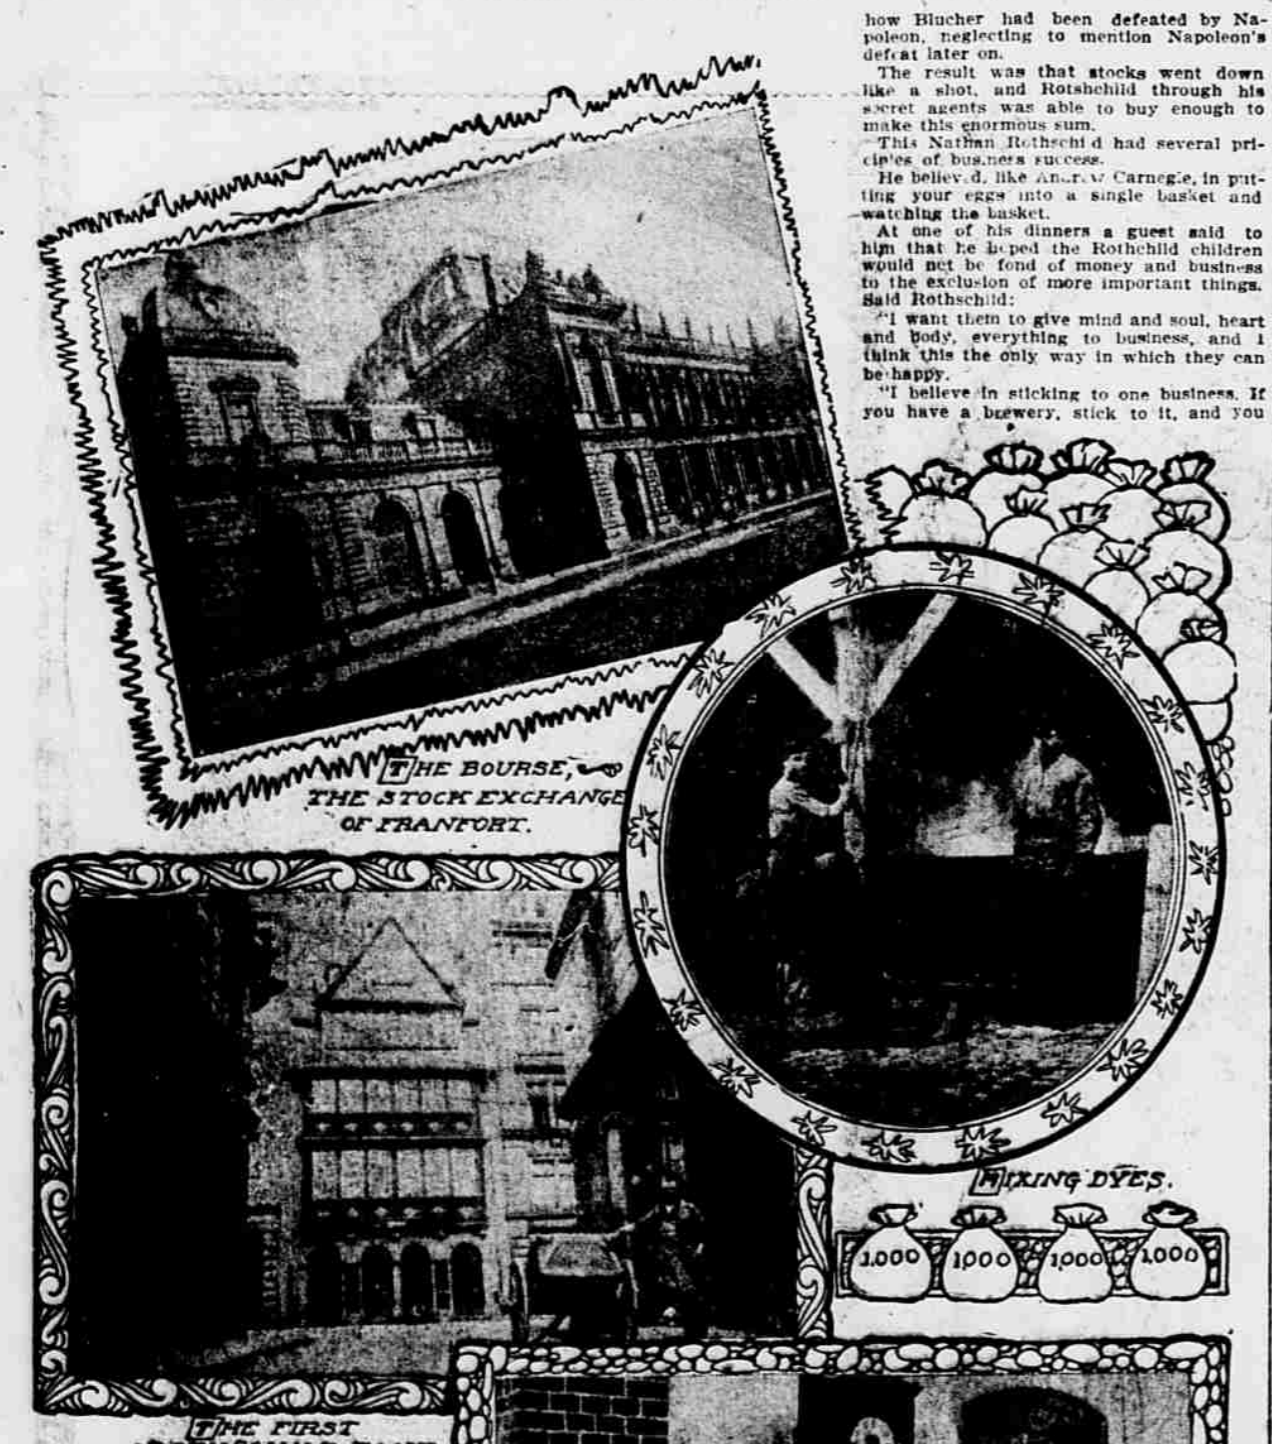 how Blucher had been defeated by Na-
poleon, neglecting to mention Napoleon's
defeat later on.
The result was that stocks went down
like a shot, and Rotshchild through his
secret agents was able to buy enough to
make this enormous sum.
This Nathan Rothschi d had several pri-
ciples of business success.
He believed, like Andrew Carnegie, in put-
ting your eggs into a single basket and
watching the basket.
At one of his dinners a guest said to
him that he hoped the Rothchild children
would not be fond of money and business
to the exclusion of more important things.
Said Rothschild:
"I want them to give mind and soul, heart
and body, everything to business, and I
think this the only way in which they can
be happy.
"I believe in sticking to one business. If
you have a brewery, stick to it, and you
THE BOURSE,
THE STOCK EXCHANGE
OF FRANFORT.
MIXING DYES.
1,000 1,000 1,000 1,000
THE FIRST